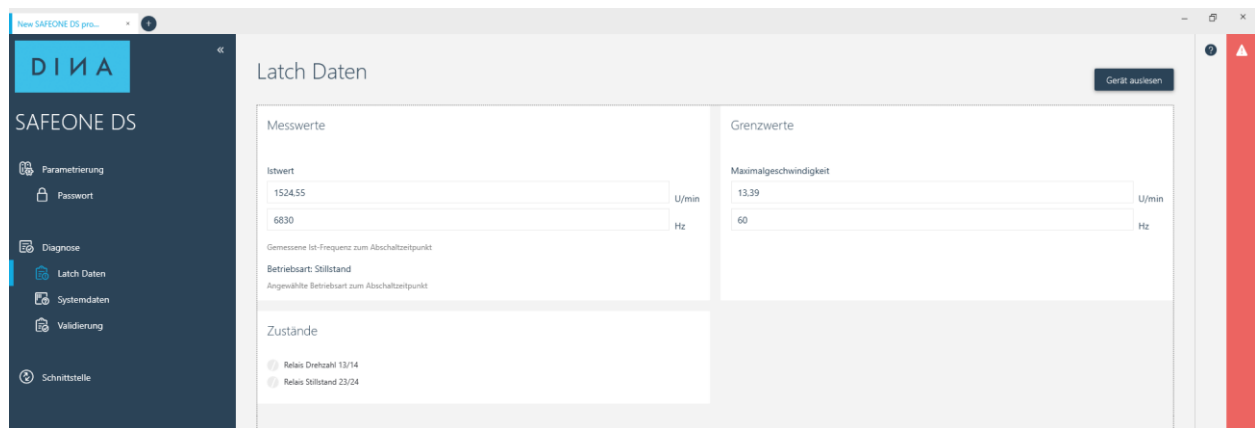 New SAFEONE DS pro...
DINA
SAFEONE DS
Parametrierung
Passwort
Diagnose
Latch Daten
Systemdaten
Validierung
Schnittstelle
Latch Daten
Gerät auslesen
Messwerte
Istwert
1524,55 U/min
6830 Hz
Gemessene Ist-Frequenz zum Abschaltzeitpunkt
Betriebsart: Stillstand
Angewählte Betriebsart zum Abschaltzeitpunkt
Grenzwerte
Maximalgeschwindigkeit
13,39 U/min
60 Hz
Zustände
Relais Drehzahl 13/14
Relais Stillstand 23/24